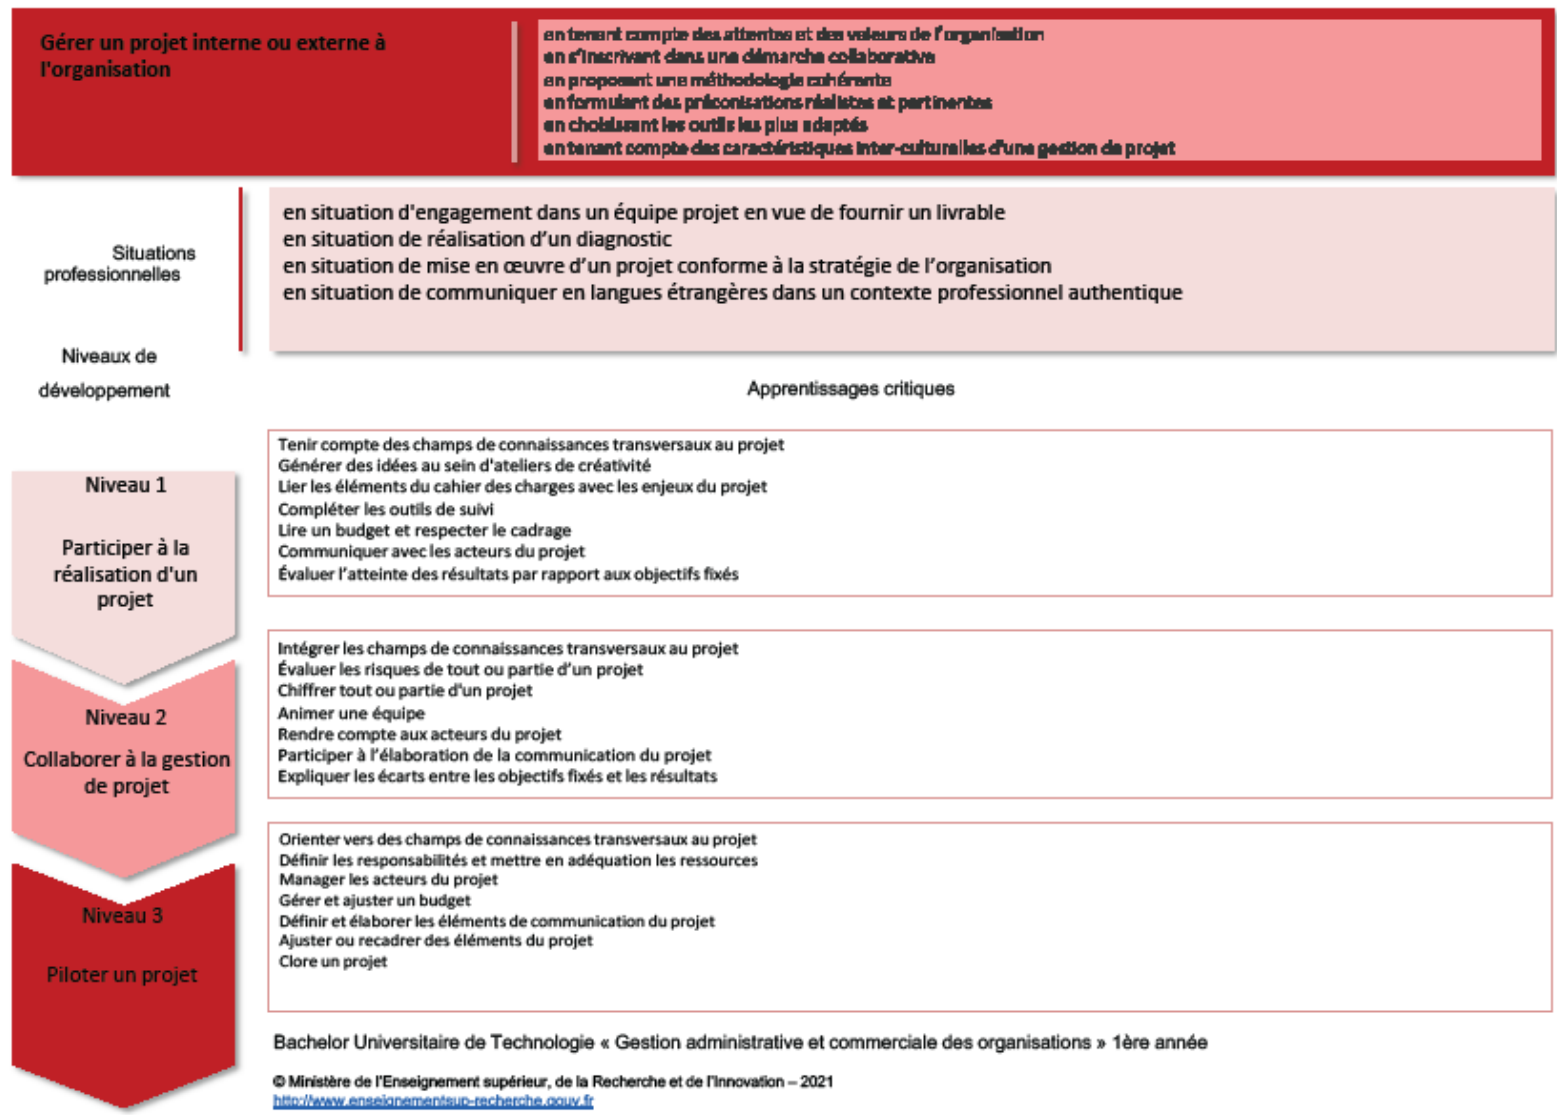 Gérer un projet interne ou externe à
l'organisation
en tenant compte des attentes et des valeurs de l'organisation
en s'inscrivant dans une démarche collaborative
en proposant une méthodologie cohérente
en formulant des préconisations réalistes et pertinentes
en choisissant les outils les plus adaptés
en tenant compte des caractéristiques inter-culturelles d'une gestion de projet
Situations
professionnelles
en situation d'engagement dans un équipe projet en vue de fournir un livrable
en situation de réalisation d’un diagnostic
en situation de mise en œuvre d’un projet conforme à la stratégie de l’organisation
en situation de communiquer en langues étrangères dans un contexte professionnel authentique
Niveaux de
développement
Apprentissages critiques
Niveau 1
Participer à la
réalisation d'un
projet
Tenir compte des champs de connaissances transversaux au projet
Générer des idées au sein d'ateliers de créativité
Lier les éléments du cahier des charges avec les enjeux du projet
Compléter les outils de suivi
Lire un budget et respecter le cadrage
Communiquer avec les acteurs du projet
Évaluer l’atteinte des résultats par rapport aux objectifs fixés
Niveau 2
Collaborer à la gestion
de projet
Intégrer les champs de connaissances transversaux au projet
Évaluer les risques de tout ou partie d’un projet
Chiffrer tout ou partie d'un projet
Animer une équipe
Rendre compte aux acteurs du projet
Participer à l’élaboration de la communication du projet
Expliquer les écarts entre les objectifs fixés et les résultats
Niveau 3
Piloter un projet
Orienter vers des champs de connaissances transversaux au projet
Définir les responsabilités et mettre en adéquation les ressources
Manager les acteurs du projet
Gérer et ajuster un budget
Définir et élaborer les éléments de communication du projet
Ajuster ou recadrer des éléments du projet
Clore un projet
Bachelor Universitaire de Technologie « Gestion administrative et commerciale des organisations » 1ère année
© Ministère de l'Enseignement supérieur, de la Recherche et de l'Innovation – 2021
http://www.enseignementsup-recherche.gouv.fr